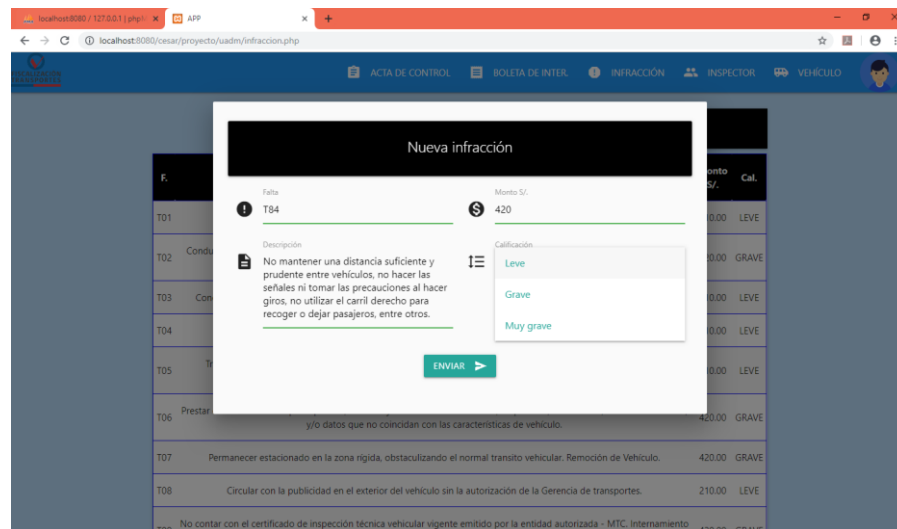 localhost:8080 / 127.0.0.1 | php
APP
localhost:8080/cesar/proyecto/uadm/infraccion.php
FISCALIZACIÓN
TRANSPORTES
ACTA DE CONTROL
BOLETA DE INTER.
INFRACCIÓN
INSPECTOR
VEHÍCULO
Nueva infracción
Falta
T84
Monto S/.
420
Descripción
No mantener una distancia suficiente y
prudente entre vehículos, no hacer las
señales ni tomar las precauciones al hacer
giros, no utilizar el carril derecho para
recoger o dejar pasajeros, entre otros.
Calificación
Leve
Grave
Muy grave
ENVIAR
F.
onto
S/.
Cal.
T01
0.00 LEVE
T02 Condu
0.00 GRAVE
T03 Con
0.00 LEVE
T04
0.00 LEVE
T05 Tr
0.00 LEVE
T06 Prestar
y/o datos que no coincidan con las características de vehículo.
420.00 GRAVE
T07 Permanecer estacionado en la zona rígida, obstaculizando el normal transito vehicular. Remoción de Vehículo. 420.00 GRAVE
T08 Circular con la publicidad en el exterior del vehículo sin la autorización de la Gerencia de transportes. 210.00 LEVE
No contar con el certificado de inspección técnica vehicular vigente emitido por la entidad autorizada - MTC. Internamiento